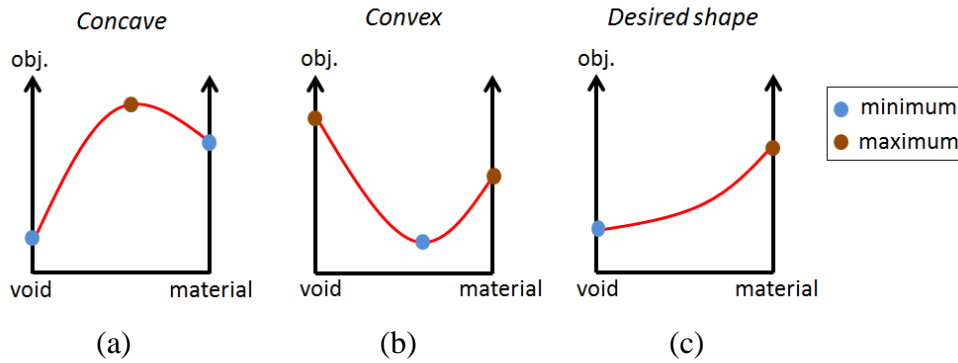 Concave
obj.
void material
(a)
Convex
obj.
void material
(b)
Desired shape
obj.
void material
(c)
minimum
maximum